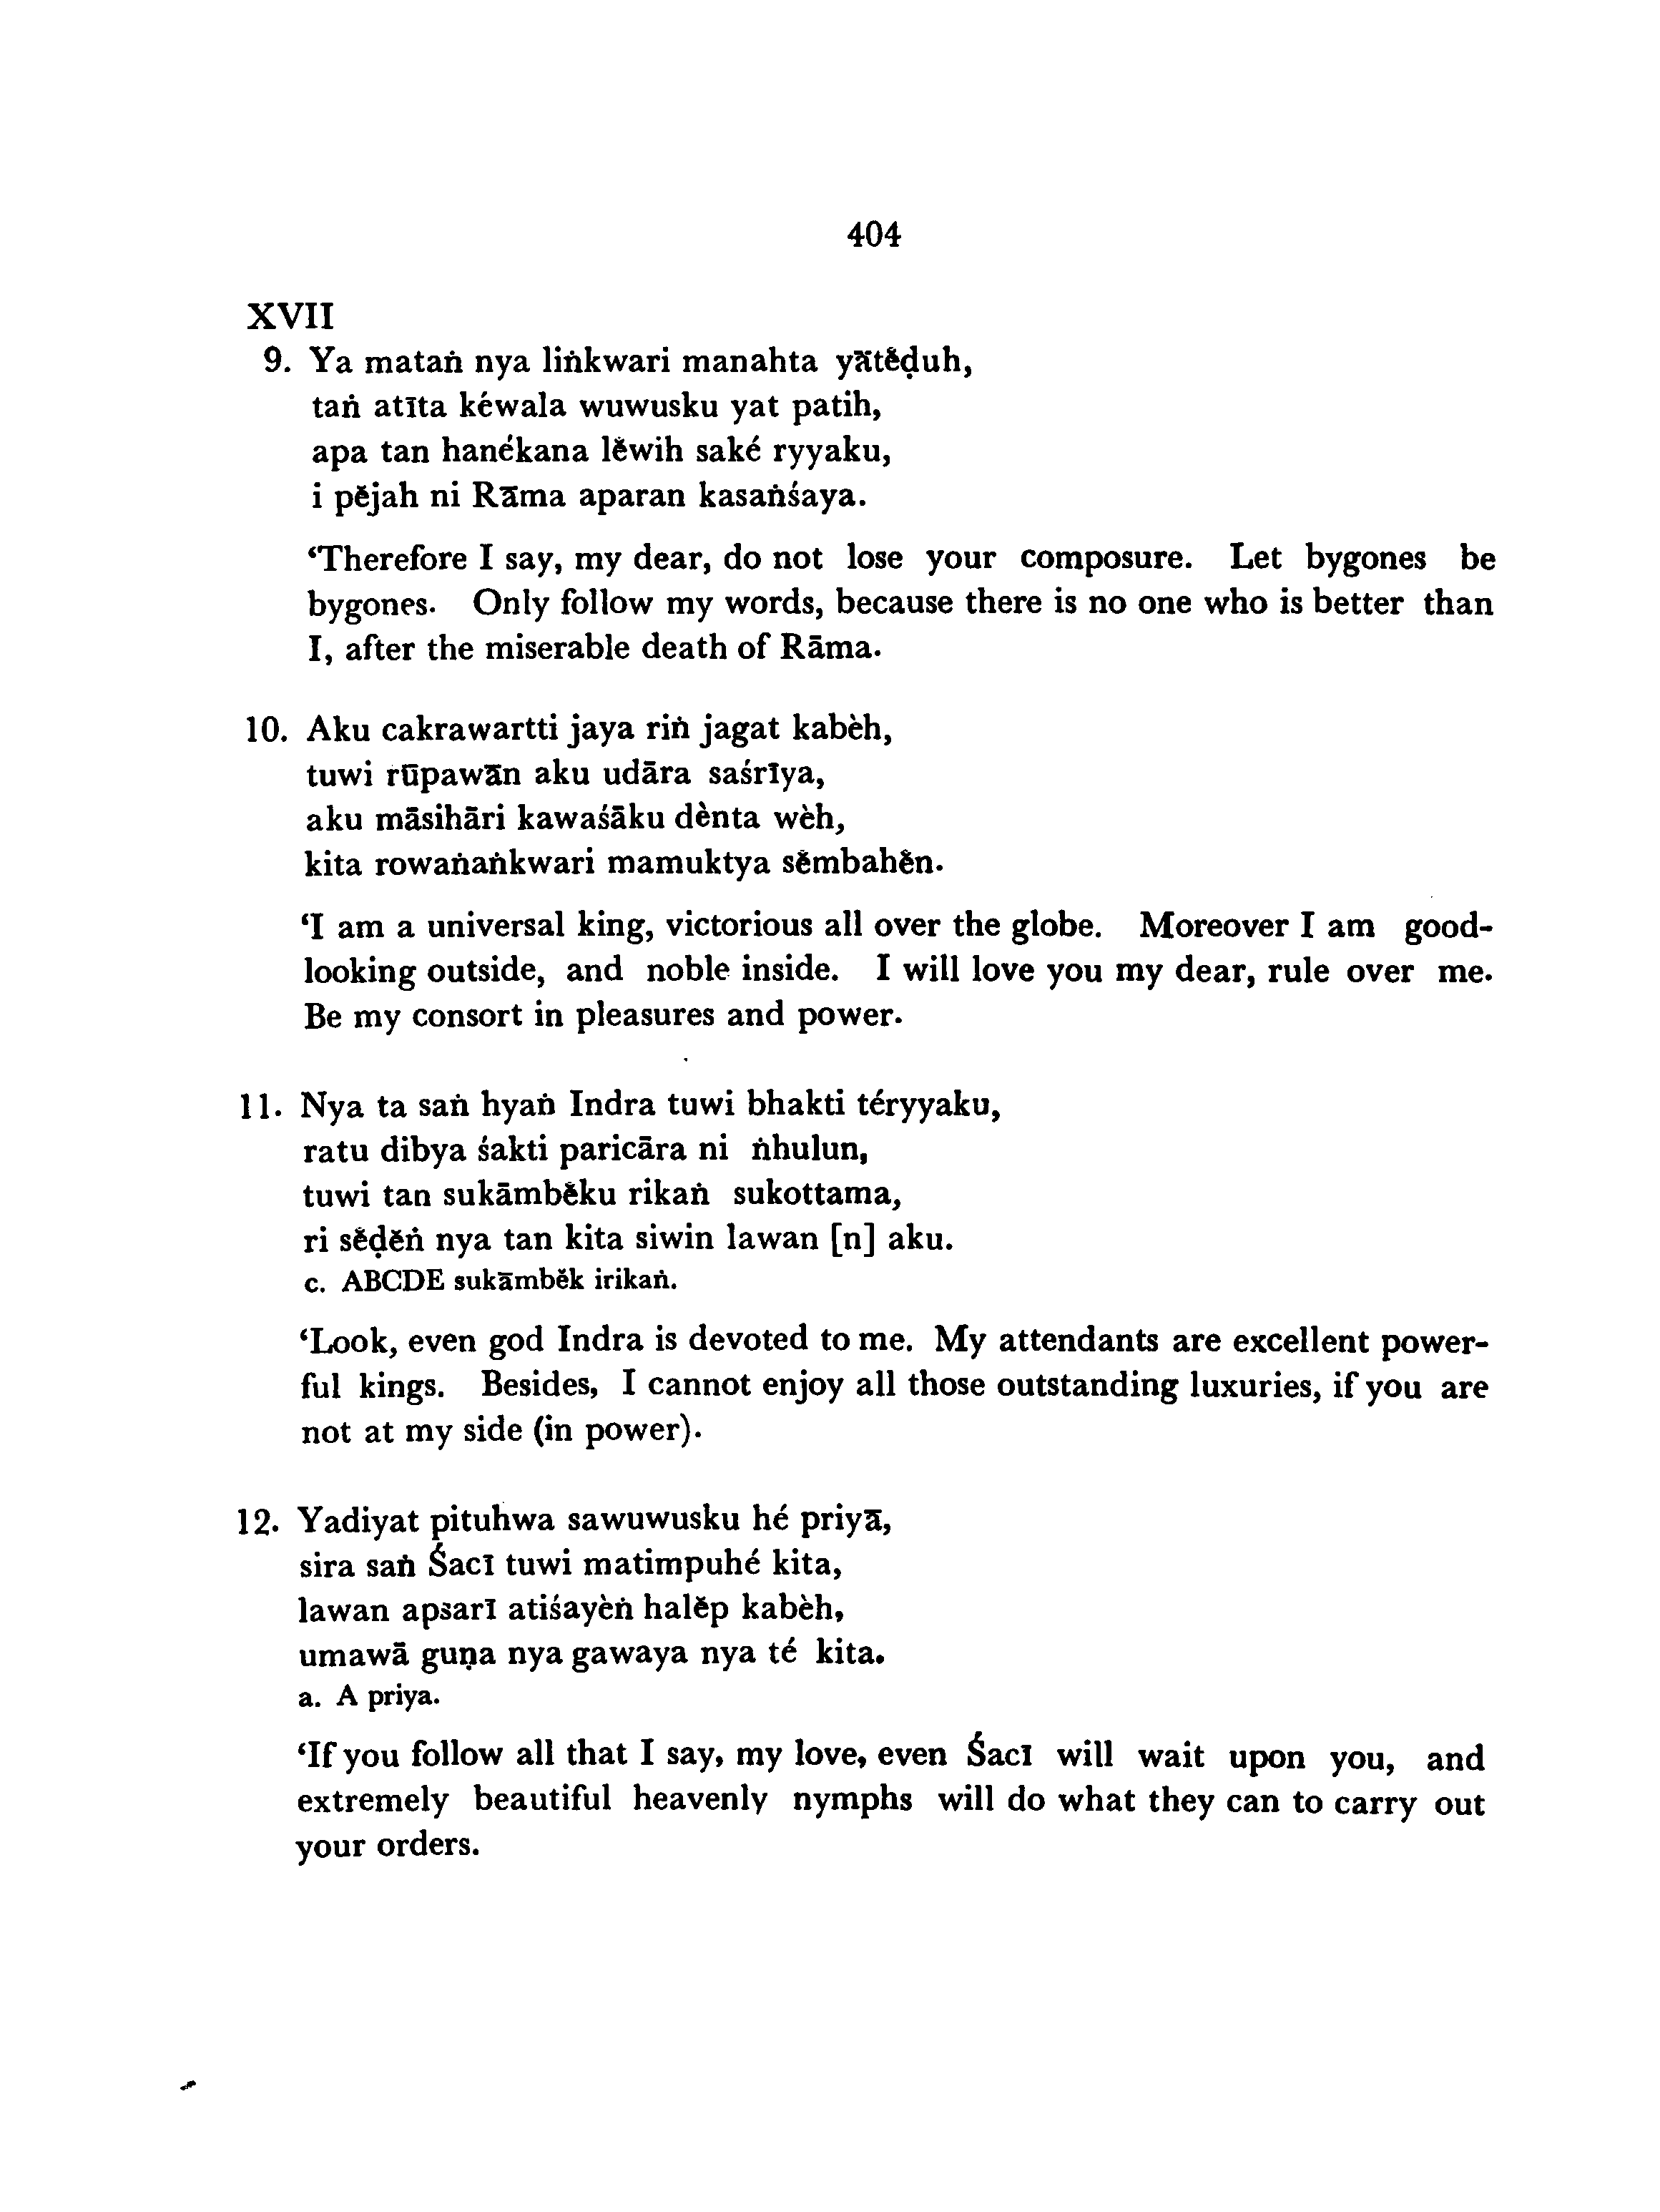 404
XVII
9. Ya mataṅ nya liṅkwari manahta yātĕḍuh,
taṅ atīta kéwala wuwusku yat patih,
apa tan hanékana lĕwih saké ryyaku,
i pĕjah ni Rāma aparan kasaṅśaya.
‘Therefore I say, my dear, do not lose your composure. Let bygones be
bygones. Only follow my words, because there is no one who is better than
I, after the miserable death of Rāma.
10. Aku cakrawartti jaya riṅ jagat kabèh,
tuwi rūpawān aku udāra saśrīya,
aku māsihāri kawaśāku dènta wèh,
kita rowaṅaṅkwari mamuktya sĕmbahĕn.
‘I am a universal king, victorious all over the globe. Moreover I am good-
looking outside, and noble inside. I will love you my dear, rule over me.
Be my consort in pleasures and power.
11. Nya ta saṅ hyaṅ Indra tuwi bhakti téryyaku,
ratu dibya śakti paricāra ni ṅhulun,
tuwi tan sukāmbĕku rikaṅ sukottama,
ri sĕḍĕṅ nya tan kita siwin lawan [n] aku.
c. ABCDE sukāmbĕk irikaṅ.
‘Look, even god Indra is devoted to me. My attendants are excellent power-
ful kings. Besides, I cannot enjoy all those outstanding luxuries, if you are
not at my side (in power).
12. Yadiyat pituhwa sawuwusku hé priyā,
sira saṅ Śacī tuwi matimpuhé kita,
lawan apsarī atiśayèṅ halĕp kabèh,
umawā guṇa nya gawaya nya té kita.
a. A priya.
‘If you follow all that I say, my love, even Śacī will wait upon you, and
extremely beautiful heavenly nymphs will do what they can to carry out
your orders.